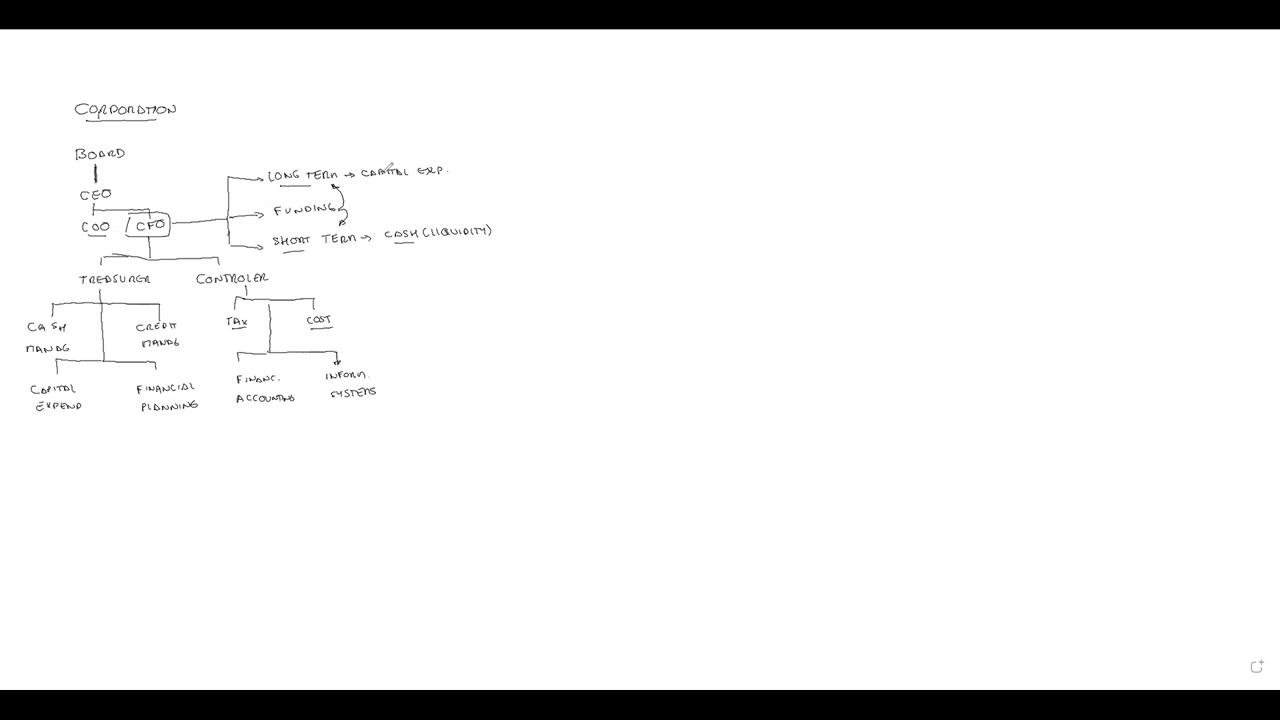 CORPORATION
BOARD
CEO
COO CFO
LONG TERM → CAPITAL EXP.
FUNDING
SHORT TERM → CASH (LIQUIDITY)
TREASURER CONTROLER
CASH MANAG
CREDIT MANAG
CAPITAL EXPEND
FINANCIAL PLANNING
TAX COST
FINANC. ACCOUNTING
INFORM. SYSTEMS